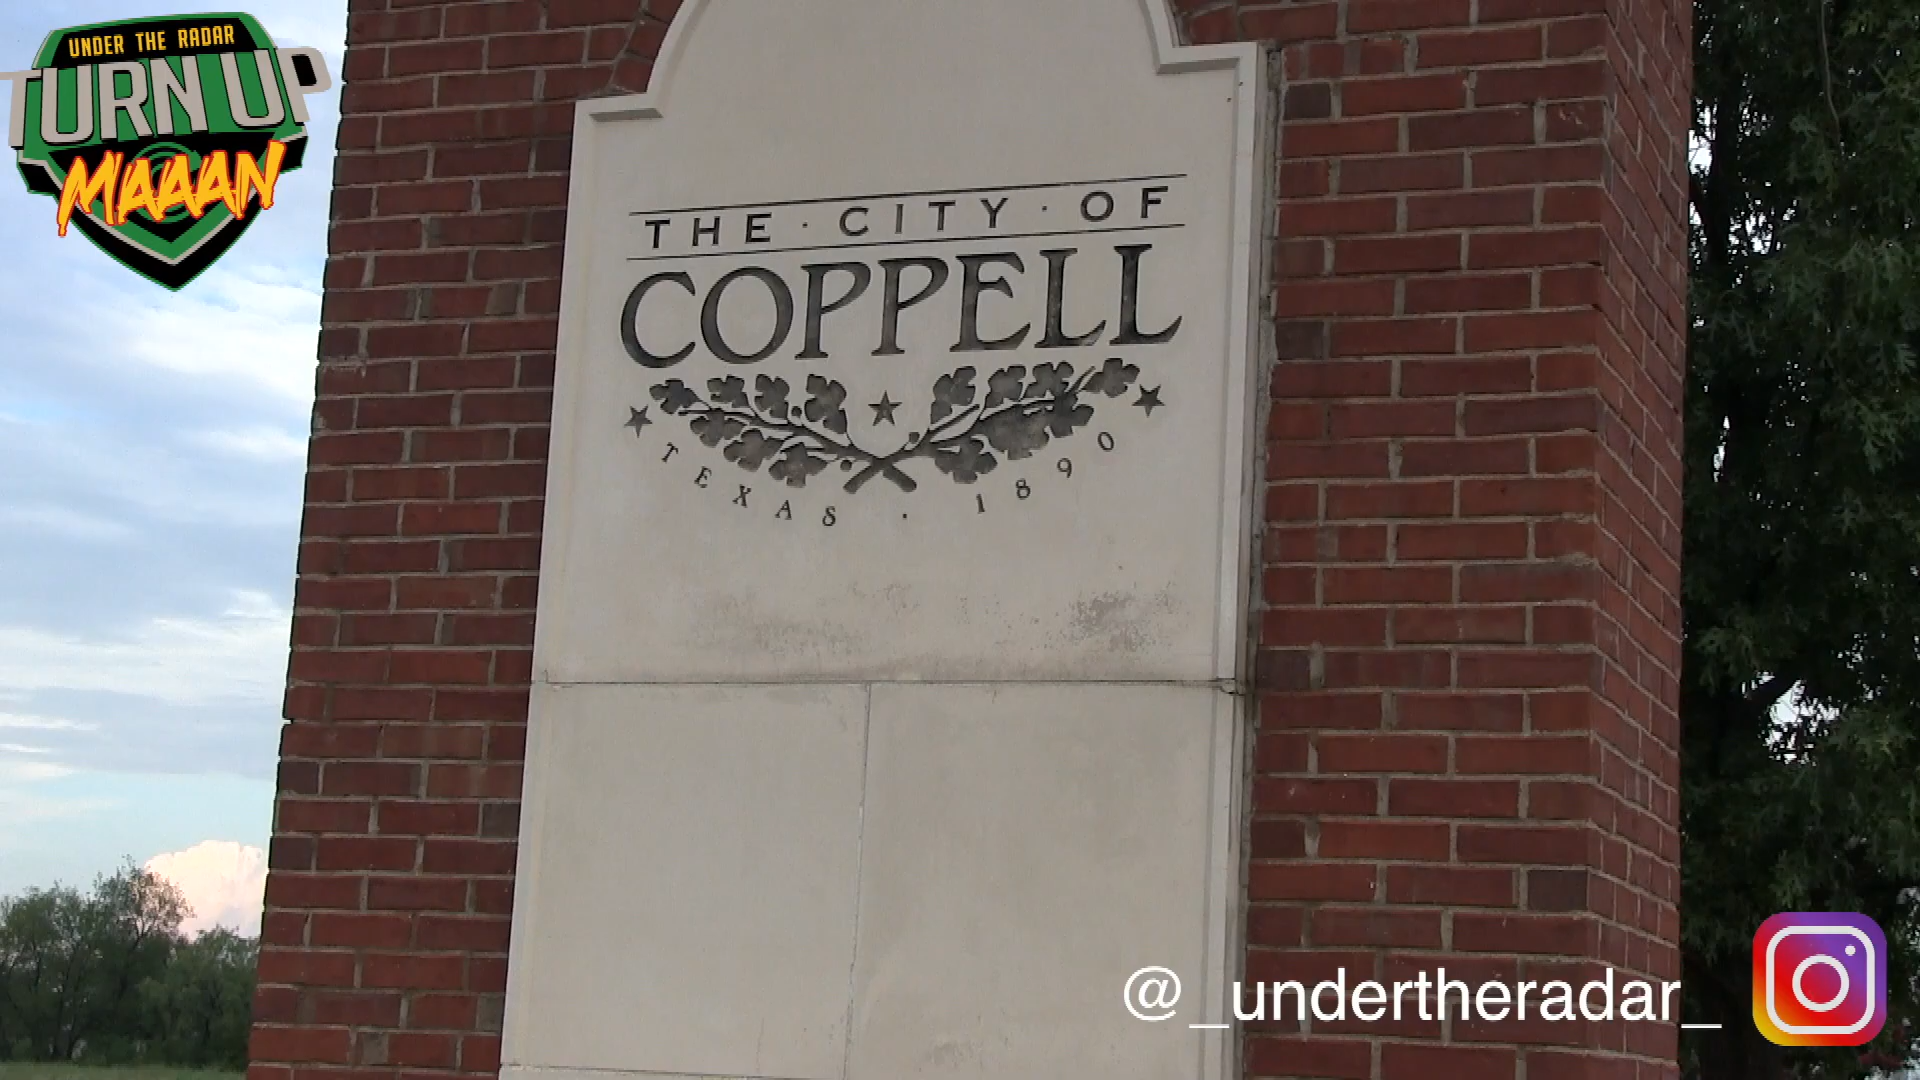 UNDER THE RADAR
TURN UP
MAAAN
THE · CITY · OF
COPPELL
TEXAS · 1890
@_undertheradar_